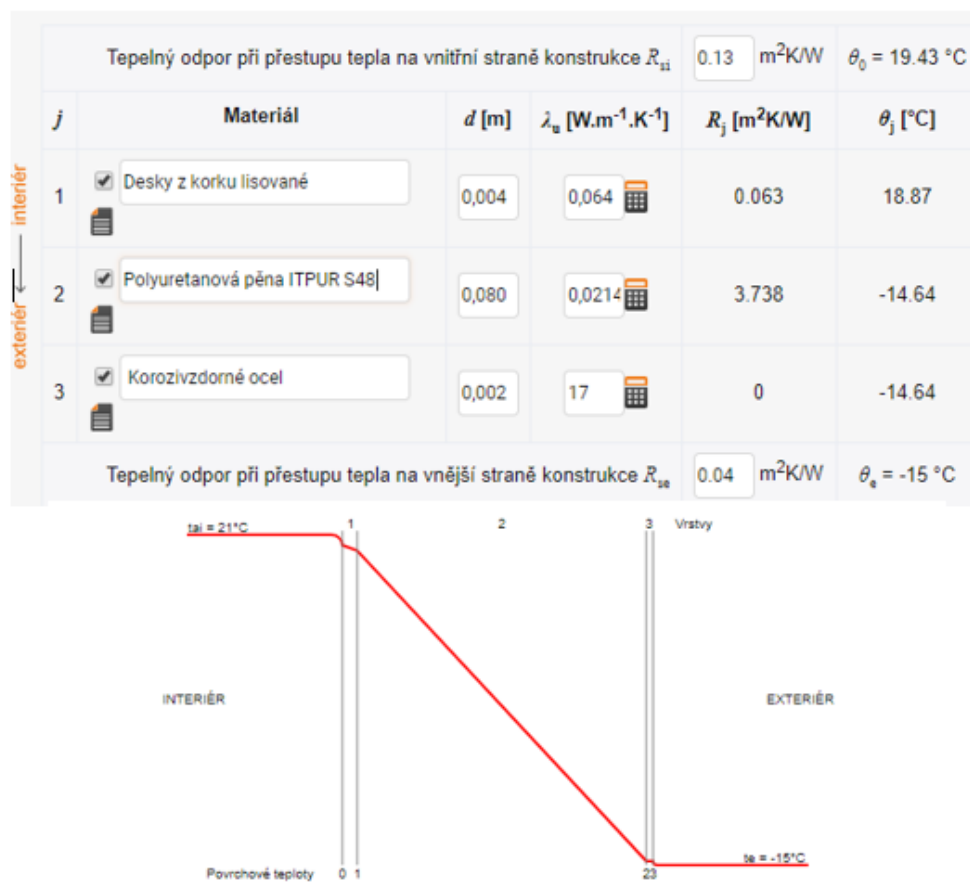 Tepelný odpor při přestupu tepla na vnitřní straně konstrukce Rsi 0.13 m²K/W θ0 = 19.43 °C
j Materiál d [m] λu [W.m-1.K-1] Rj [m²K/W] θj [°C]
interiér
exteriér
1 Desky z korku lisované 0,004 0,064 0.063 18.87
2 Polyuretanová pěna ITPUR S48 0,080 0,0214 3.738 -14.64
3 Korozivzdorné ocel 0,002 17 0 -14.64
Tepelný odpor při přestupu tepla na vnější straně konstrukce Rse 0.04 m²K/W θe = -15 °C
tai = 21°C 1 2 3 Vrstvy
INTERIÉR EXTERIÉR
te = -15°C
Povrchové teploty 0 1 23